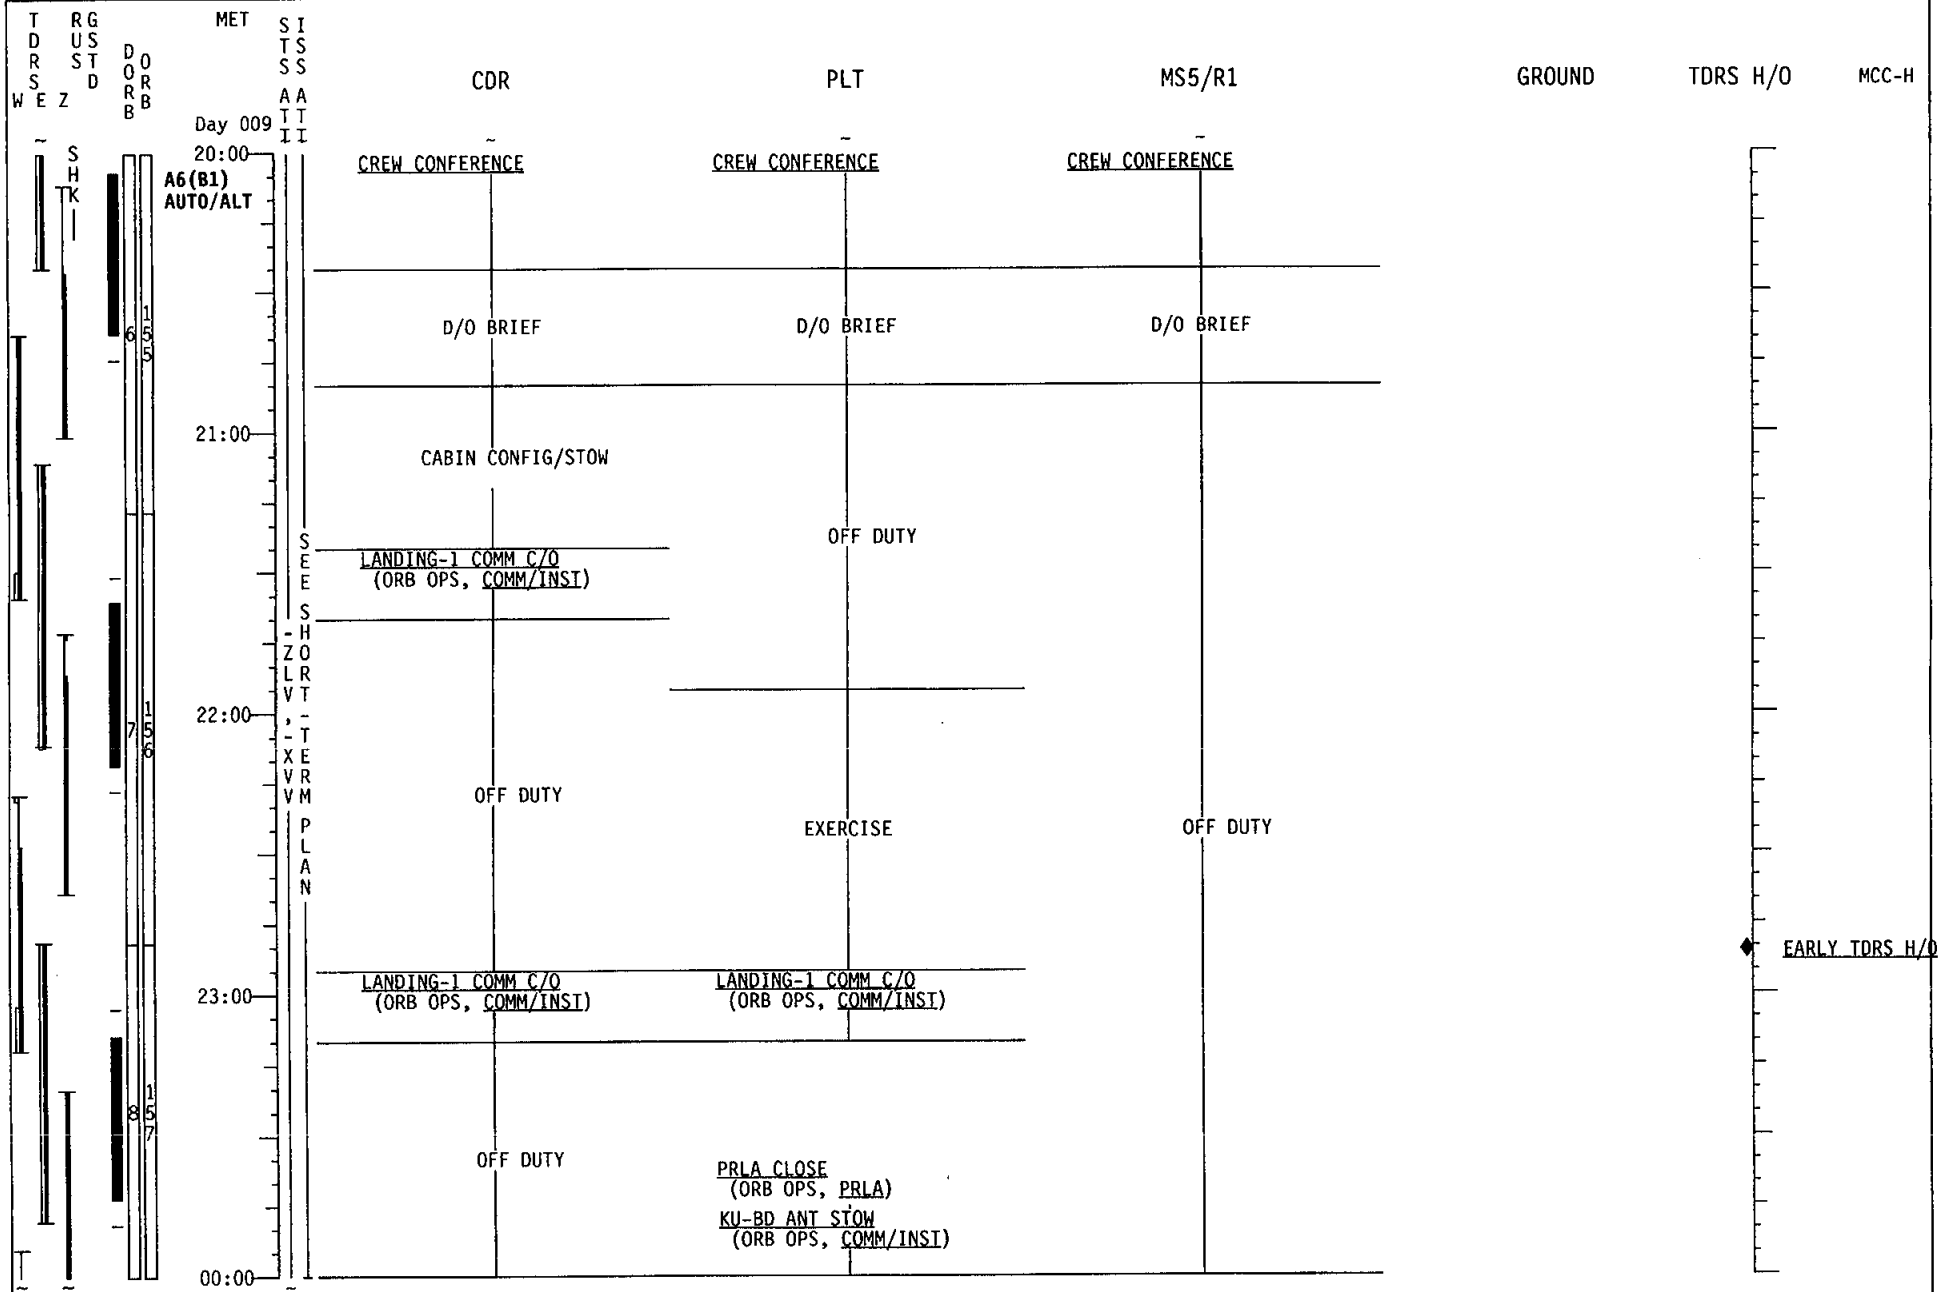 TDRS
W E Z
RUS
GSTD
DORB
ORB
MET
STS ATT
ISS ATT
CDR
PLT
MS5/R1
GROUND
TDRS H/O
MCC-H
Day 009
~ ~ ~ ~
20:00
SHK
A6(B1)
AUTO/ALT
CREW CONFERENCE
CREW CONFERENCE
CREW CONFERENCE
6
155
D/O BRIEF
D/O BRIEF
D/O BRIEF
21:00
CABIN CONFIG/STOW
OFF DUTY
LANDING-1 COMM C/O
(ORB OPS, COMM/INST)
-ZLV,-XVV
SEE SHORT-TERM PLAN
22:00
7
156
OFF DUTY
EXERCISE
OFF DUTY
EARLY TDRS H/O
23:00
LANDING-1 COMM C/O
(ORB OPS, COMM/INST)
LANDING-1 COMM C/O
(ORB OPS, COMM/INST)
8
157
OFF DUTY
PRLA CLOSE
(ORB OPS, PRLA)
KU-BD ANT STOW
(ORB OPS, COMM/INST)
00:00
~ ~ ~